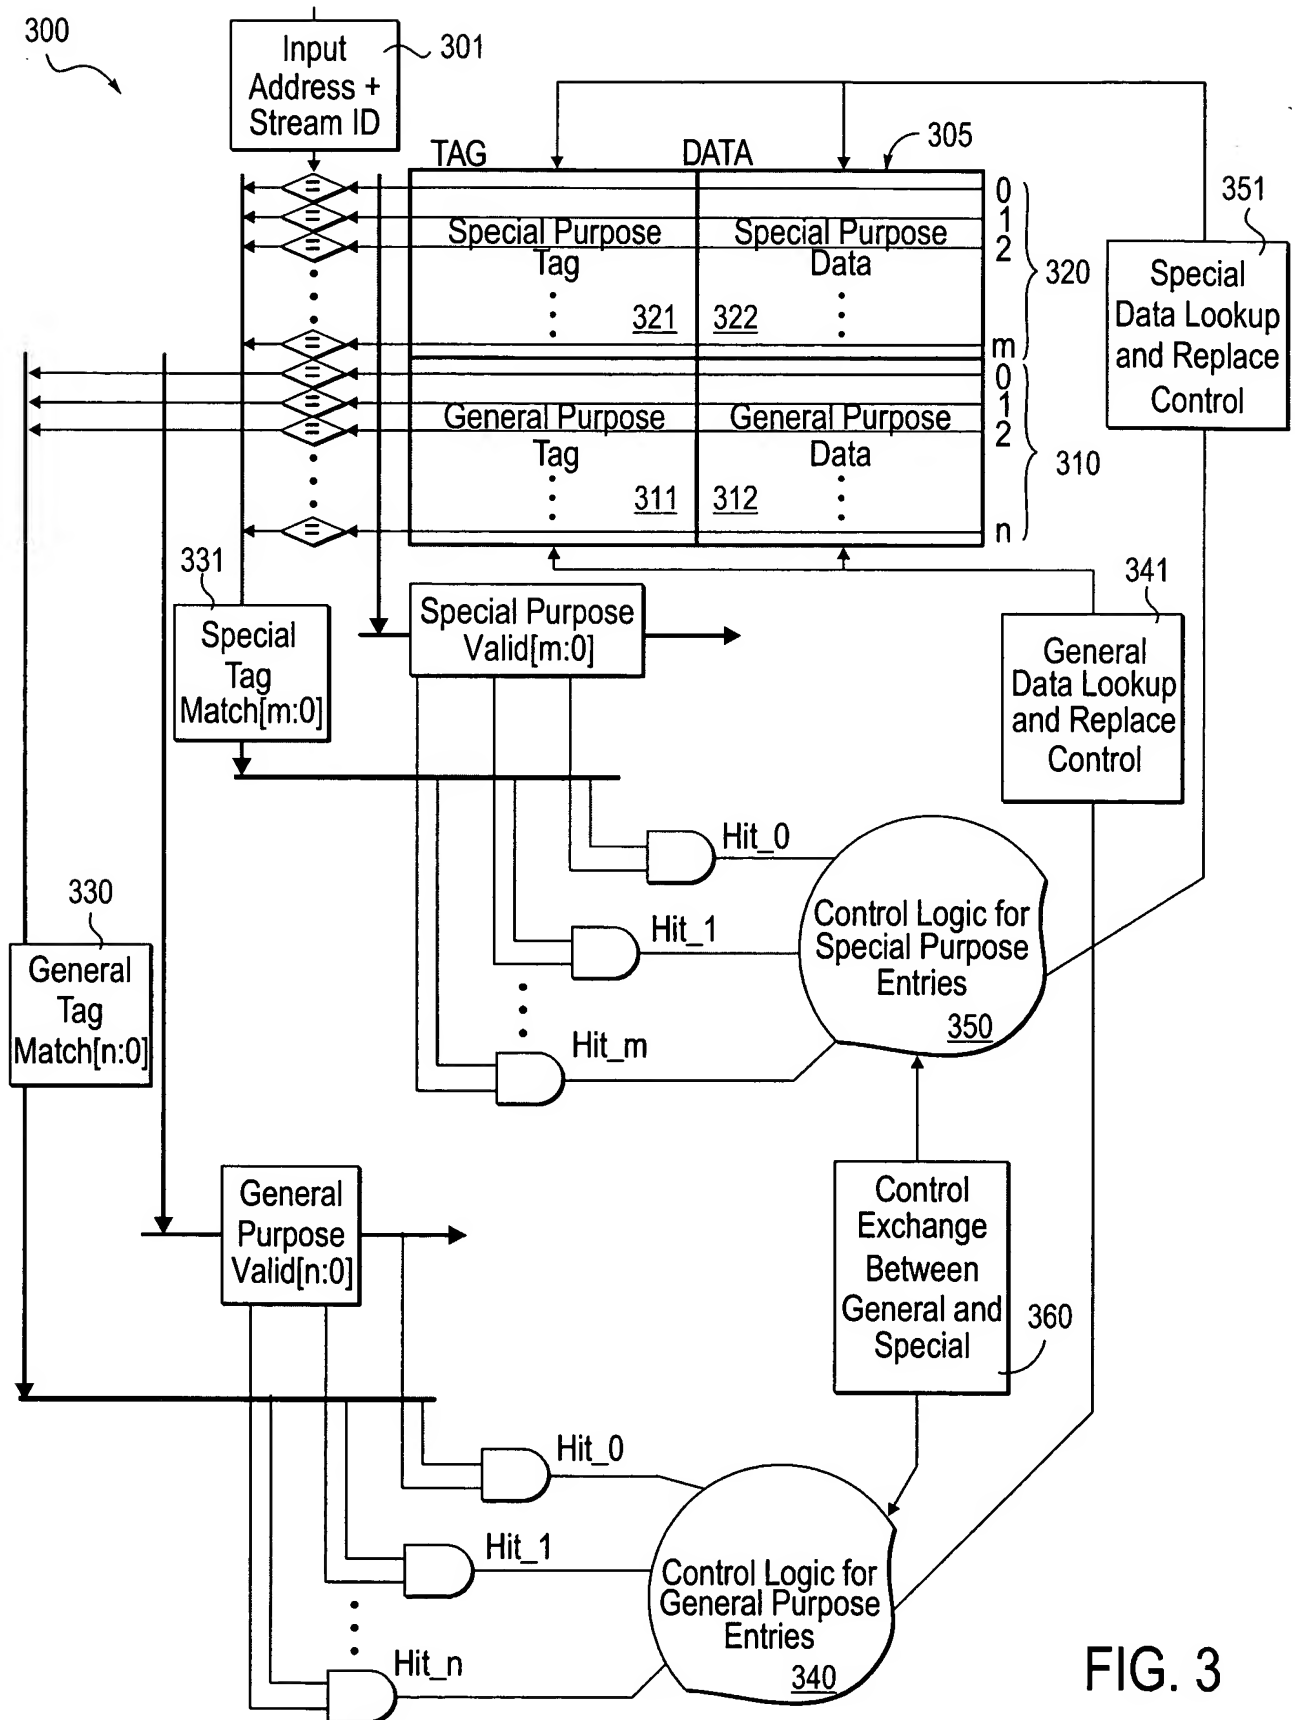 300
Input
Address +
Stream ID
301
TAG
DATA
305
=
=
=
=
=
=
=
=
Special Purpose
Tag
321
Special Purpose
Data
322
0
1
2
m
320
General Purpose
Tag
311
General Purpose
Data
312
0
1
2
n
310
351
Special
Data Lookup
and Replace
Control
331
Special
Tag
Match[m:0]
Special Purpose
Valid[m:0]
341
General
Data Lookup
and Replace
Control
Hit_0
Hit_1
Hit_m
Control Logic for
Special Purpose
Entries
350
330
General
Tag
Match[n:0]
General
Purpose
Valid[n:0]
Control
Exchange
Between
General and
Special
360
Hit_0
Hit_1
Hit_n
Control Logic for
General Purpose
Entries
340
FIG. 3